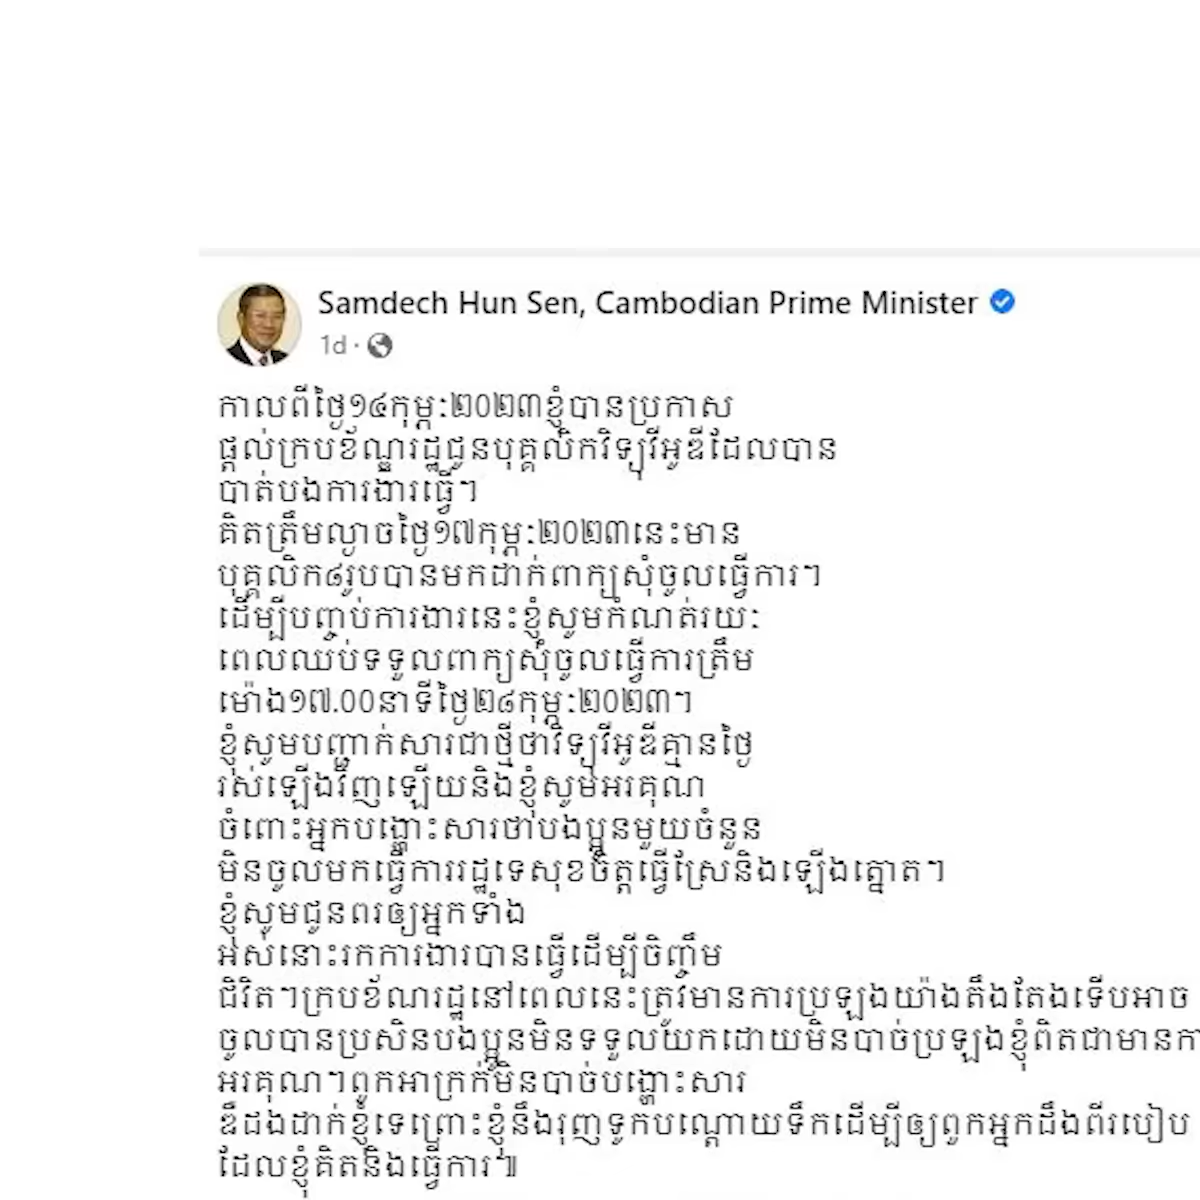 Samdech Hun Sen, Cambodian Prime Minister
1d ·
កាលពីថ្ងៃ១៤កុម្ភៈ២០២៣ខ្ញុំបានប្រកាស
ផ្តល់ក្របខ័ណ្ឌរដ្ឋជូនបុគ្គលិកវិទ្យុវីអូឌីដែលបាន
បាត់បងការងារធ្វើ។
គិតត្រឹមល្ងាចថ្ងៃ១៧កុម្ភៈ២០២៣នេះមាន
បុគ្គលិក៨រូបបានមកដាក់ពាក្យសុំចូលធ្វើការ។
ដើម្បីបញ្ចប់ការងារនេះខ្ញុំសូមកំណត់រយៈ
ពេលឈប់ទទួលពាក្យសុំចូលធ្វើការត្រឹម
ម៉ោង១៧.00នាទីថ្ងៃ២៨កុម្ភៈ២០២៣។
ខ្ញុំសូមបញ្ជាក់សារជាថ្មីថាវិទ្យុវីអូឌីគ្មានថ្ងៃ
រស់ឡើងវិញឡើយនិងខ្ញុំសូមអរគុណ
ចំពោះអ្នកបង្ហោះសារថាបងប្អូនមួយចំនួន
មិនចូលមកធ្វើការរដ្ឋទេសុខចិត្តធ្វើស្រែនិងឡើងត្នោត។
ខ្ញុំសូមជូនពរឲ្យអ្នកទាំង
អស់នោះរកការងារបានធ្វើដើម្បីចិញ្ចឹម
ជិវិត។ក្របខ័ណរដ្ឋនៅពេលនេះត្រូវមានការប្រឡងយ៉ាងតឹងតែងទើបអាច
ចូលបានប្រសិនបងប្អូនមិនទទួលយកដោយមិនបាច់ប្រឡងខ្ញុំពិតជាមានកា
អរគុណ។ពួកអាក្រក់មិនបាច់បង្ហោះសារ
ឌឺដងដាក់ខ្ញុំទេព្រោះខ្ញុំនឹងរុញទូកបណ្តោយទឹកដើម្បីឲ្យពួកអ្នកដឹងពីរបៀប
ដែលខ្ញុំគិតនិងធ្វើការ៕